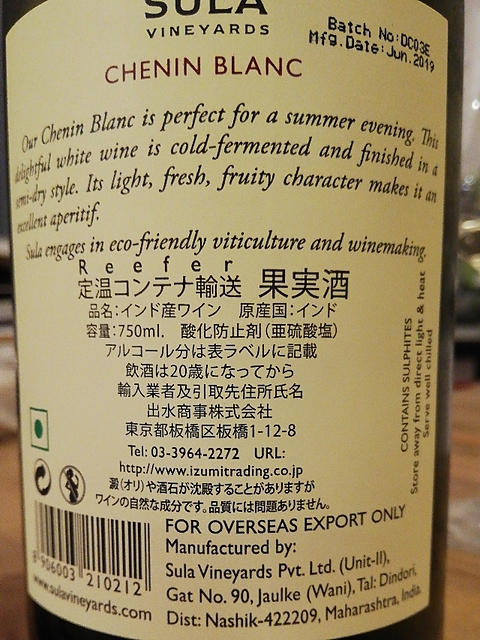 SULA
VINEYARDS
Batch No:DC03E
Mfg.Date:Jun.2019
CHENIN BLANC
Our Chenin Blanc is perfect for a summer evening. This
delightful white wine is cold-fermented and finished in a
semi-dry style. Its light, fresh, fruity character makes it an
excellent aperitif.
Sula engages in eco-friendly viticulture and winemaking.
Reefer
定温コンテナ輸送 果実酒
品名:インド産ワイン 原産国:インド
容量:750ml. 酸化防止剤(亜硫酸塩)
アルコール分は表ラベルに記載
飲酒は20歳になってから
輸入業者及引取先住所氏名
出水商事株式会社
東京都板橋区板橋1-12-8
Tel: 03-3964-2272 URL:
http://www.izumitrading.co.jp
澱(オリ)や酒石が沈殿することがありますが
ワインの自然な成分です。品質には問題ありません。
CONTAINS SULPHITES
Store away from direct light & heat
Serve well chilled
FOR OVERSEAS EXPORT ONLY
Manufactured by:
Sula Vineyards Pvt. Ltd. (Unit-II),
Gat No. 90, Jaulke (Wani), Tal: Dindori,
Dist: Nashik-422209, Maharashtra, India.
8 906003 210212
www.sulavineyards.com